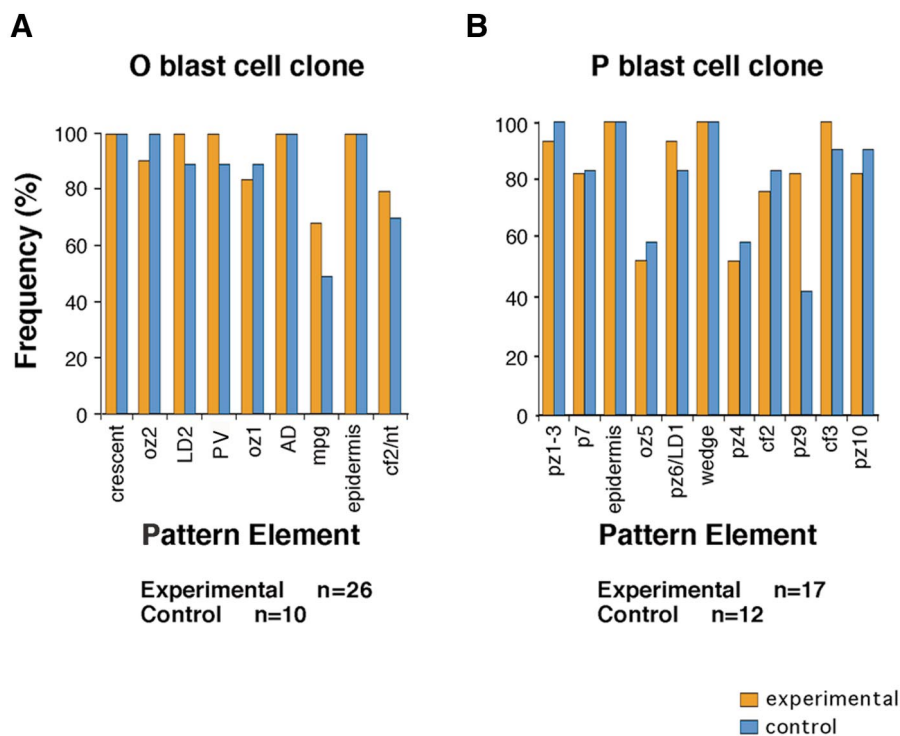 A
O blast cell clone
Frequency (%)
100
80
60
40
20
0
crescent
oz2
LD2
PV
oz1
AD
mpg
epidermis
cf2/nt
Pattern Element
Experimental n=26
Control n=10
B
P blast cell clone
100
80
60
40
20
0
pz1-3
p7
epidermis
oz5
pz6/LD1
wedge
pz4
cf2
pz9
cf3
pz10
Pattern Element
Experimental n=17
Control n=12
experimental
control